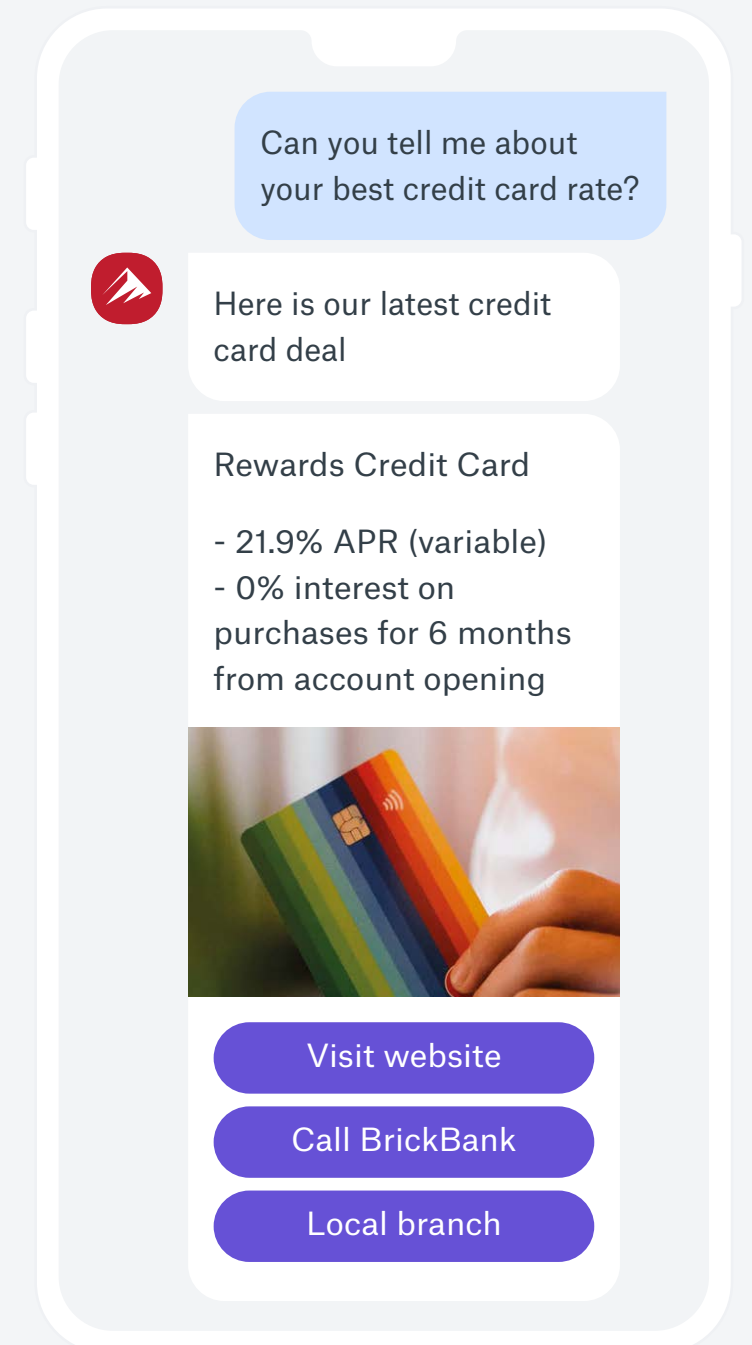 Can you tell me about
your best credit card rate?
Here is our latest credit
card deal
Rewards Credit Card
- 21.9% APR (variable)
- 0% interest on
purchases for 6 months
from account opening
Visit website
Call BrickBank
Local branch